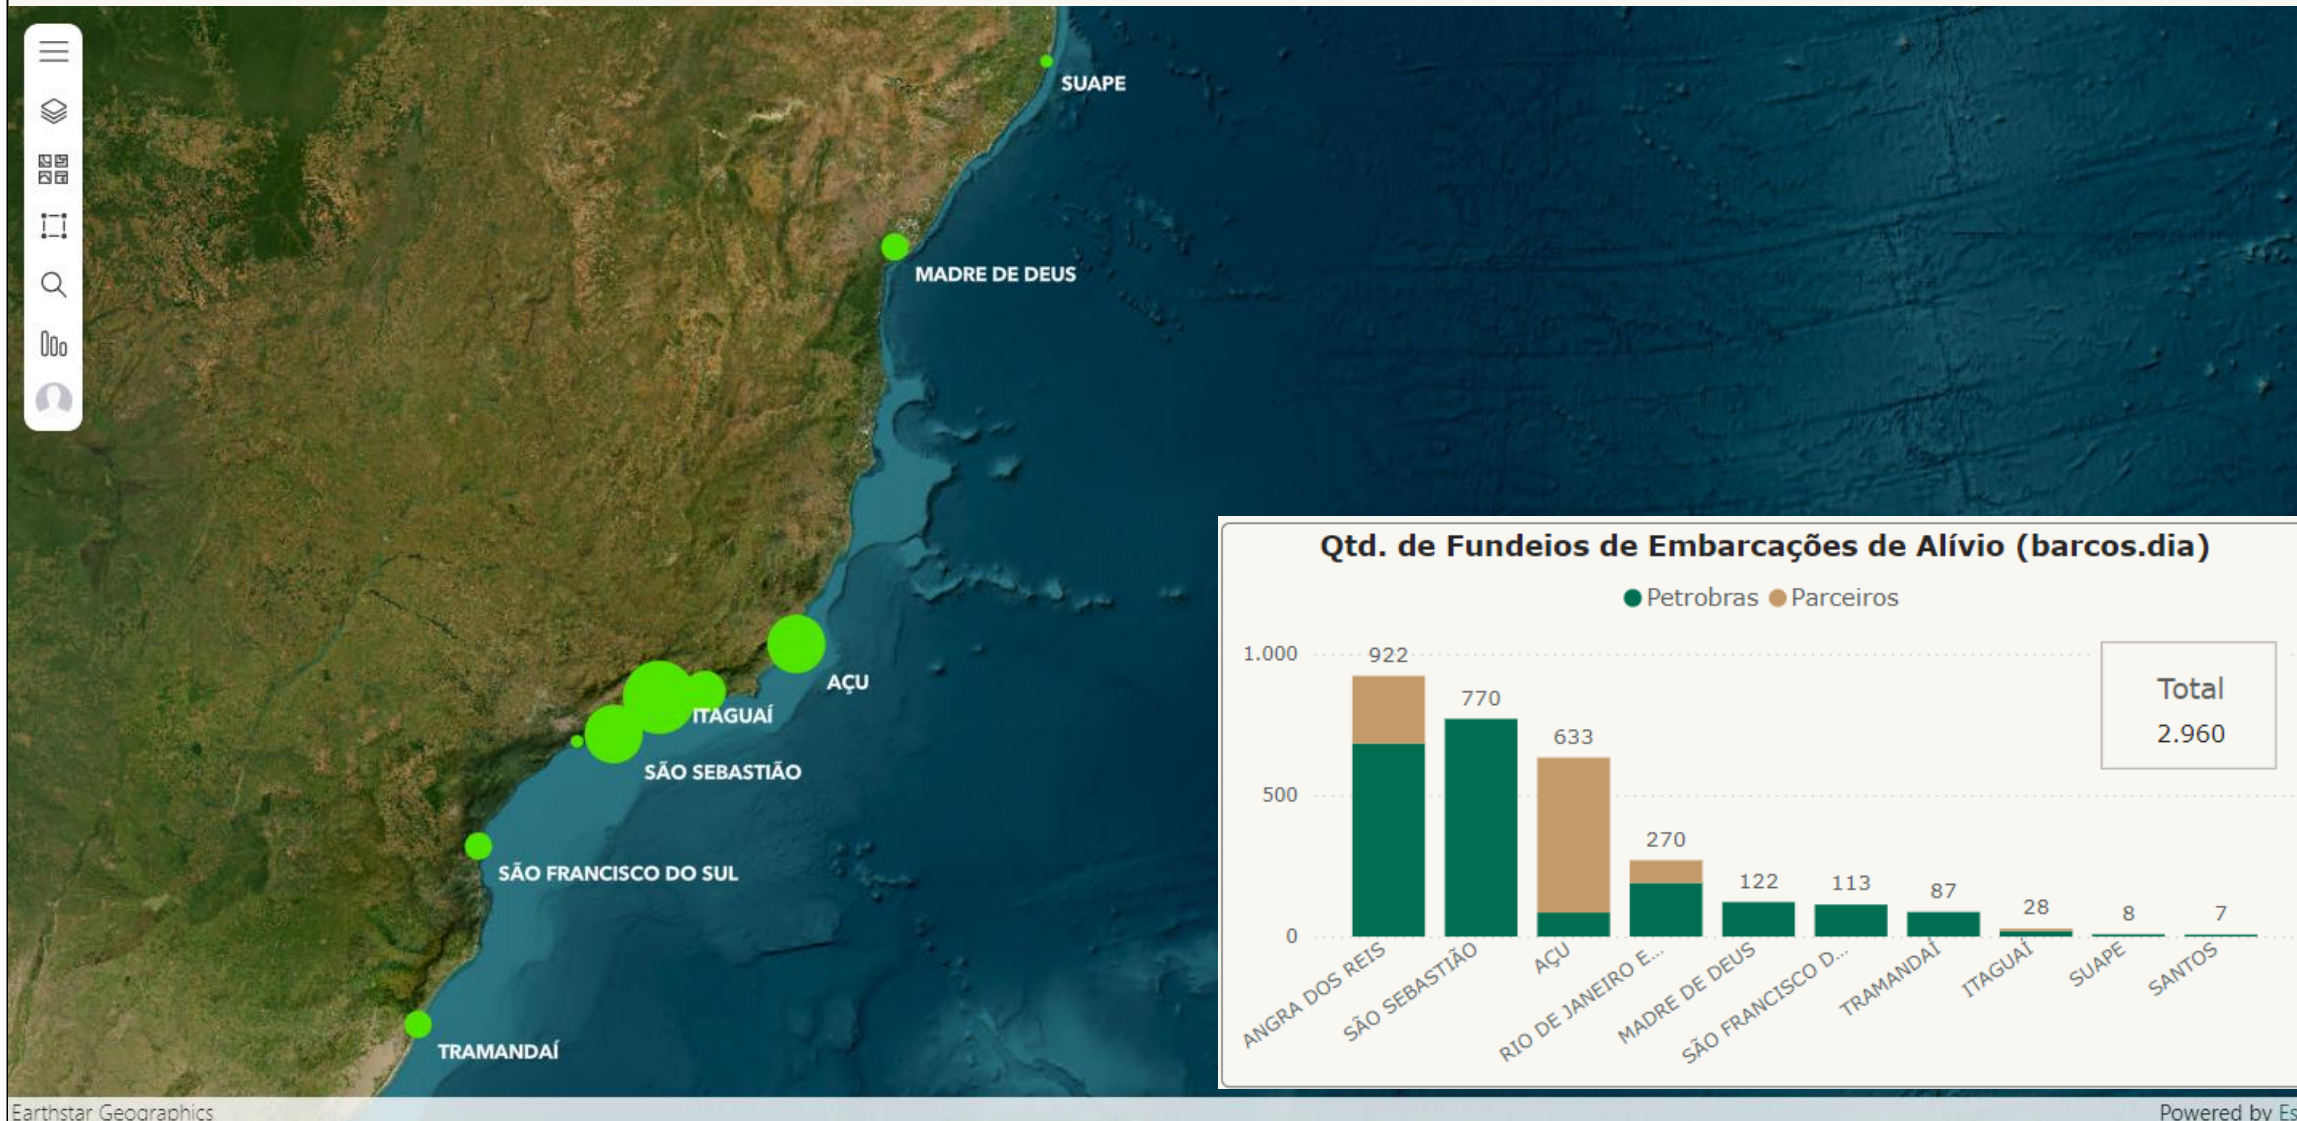 SUAPE
MADRE DE DEUS
AÇU
ITAGUAÍ
SÃO SEBASTIÃO
SÃO FRANCISCO DO SUL
TRAMANDAÍ
Qtd. de Fundeios de Embarcações de Alívio (barcos.dia)
Petrobras Parceiros
1.000
500
0
922
770
633
270
122
113
87
28
8
7
Total
2.960
ANGRA DOS REIS
SÃO SEBASTIÃO
AÇU
RIO DE JANEIRO E...
MADRE DE DEUS
SÃO FRANCISCO D...
TRAMANDAÍ
ITAGUAÍ
SUAPE
SANTOS
Earthstar Geographics
Powered by Es